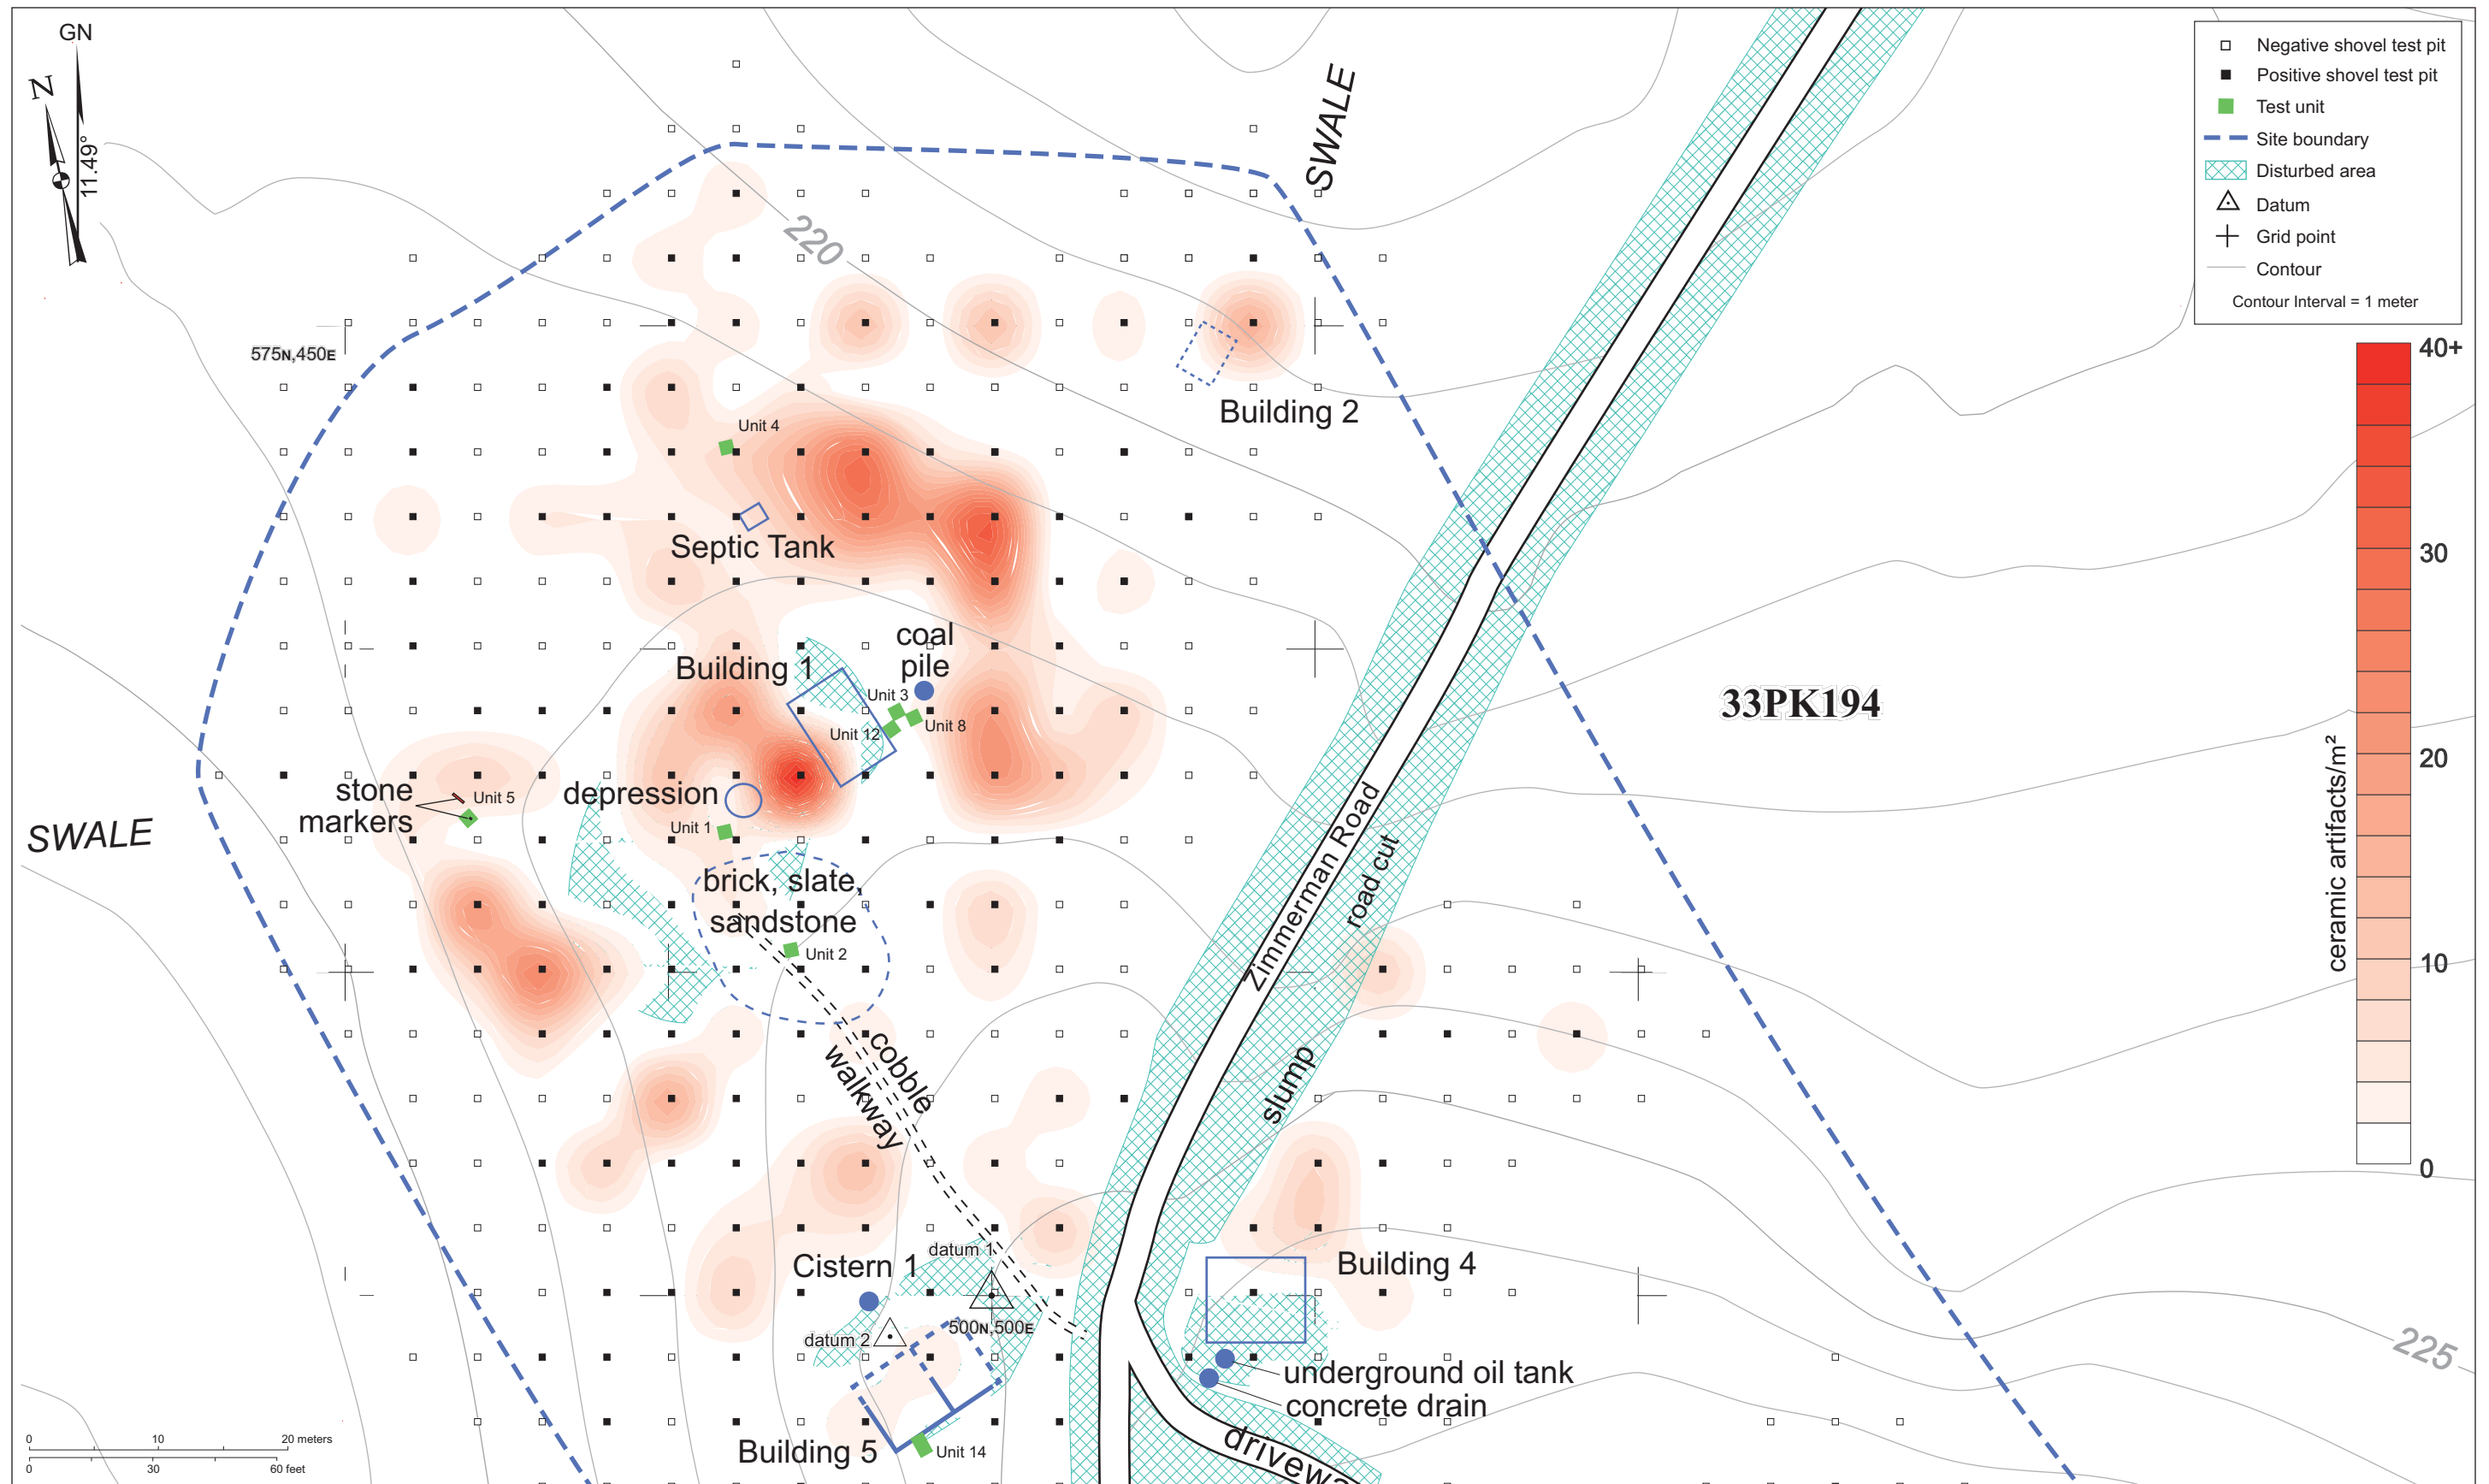 GN
N
11.49°
SWALE
220
Negative shovel test pit
Positive shovel test pit
Test unit
Site boundary
Disturbed area
Datum
Grid point
Contour
Contour Interval = 1 meter
575N,450E
Building 2
40+
30
20
10
0
ceramic artifacts/m²
Unit 4
Septic Tank
coal
pile
Building 1
Unit 3
Unit 8
Unit 12
33PK194
stone
markers
Unit 5
depression
Unit 1
SWALE
brick, slate,
sandstone
Unit 2
Zimmerman Road
road cut
slump
cobble
walkway
datum 1
Cistern 1
Building 4
datum 2
500N,500E
225
underground oil tank
concrete drain
Building 5
Unit 14
drivewa
0 10 20 meters
0 30 60 feet